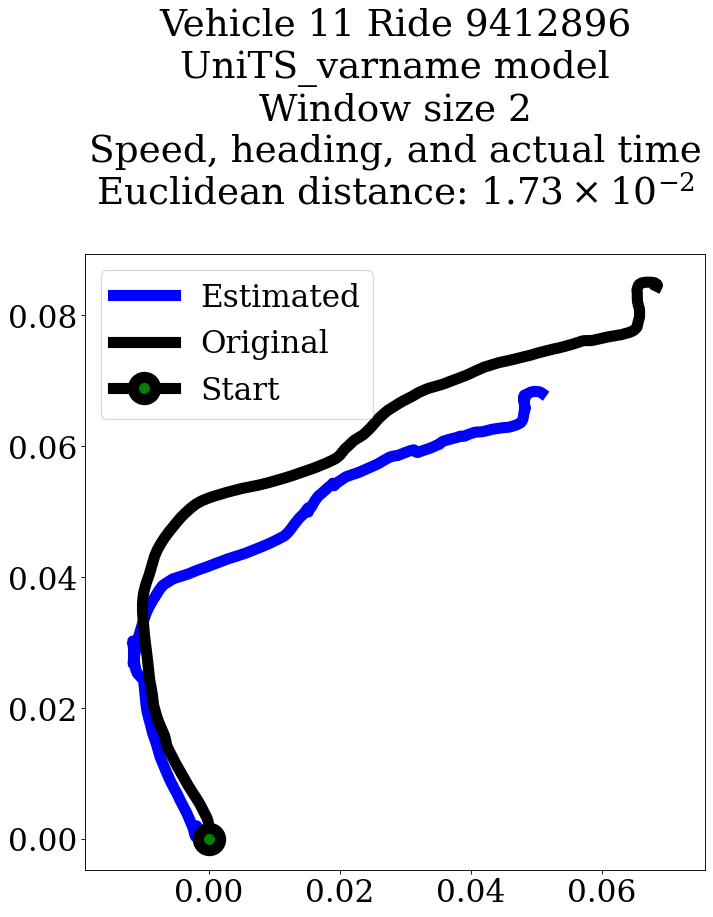 Vehicle 11 Ride 9412896
UniTS_varname model
Window size 2
Speed, heading, and actual time
Euclidean distance: 1.73 × 10⁻²
Estimated
Original
Start
0.08
0.06
0.04
0.02
0.00
0.00 0.02 0.04 0.06